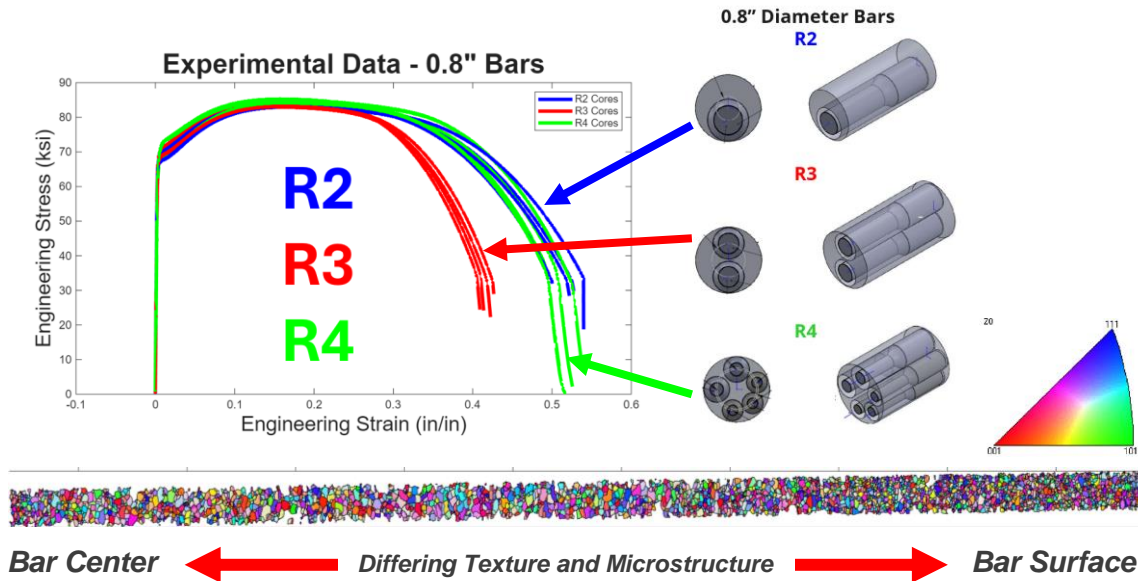 0.8” Diameter Bars
R2
Experimental Data - 0.8" Bars
Engineering Stress (ksi)
90
80
70
60
50
40
30
20
10
0
R2 Cores
R3 Cores
R4 Cores
R2
R3
R4
-0.1 0 0.1 0.2 0.3 0.4 0.5 0.6
Engineering Strain (in/in)
R3
R4
20
111
001
101
Bar Center
Differing Texture and Microstructure
Bar Surface